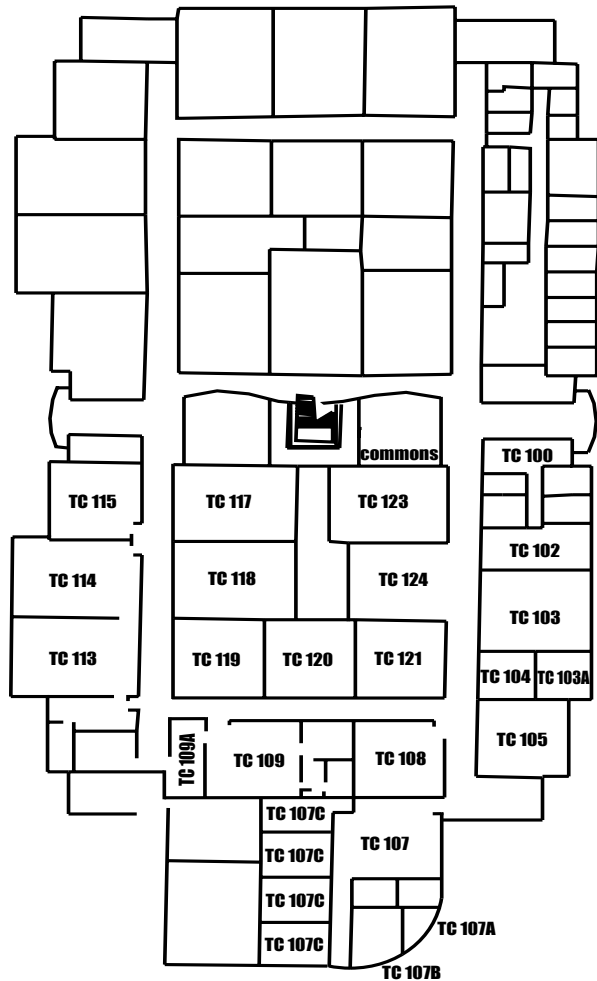 commons
TC 100
TC 115
TC 117
TC 123
TC 102
TC 114
TC 118
TC 124
TC 103
TC 113
TC 119
TC 120
TC 121
TC 104
TC 103A
TC 105
TC 109A
TC 109
TC 108
TC 107C
TC 107
TC 107C
TC 107C
TC 107C
TC 107A
TC 107B